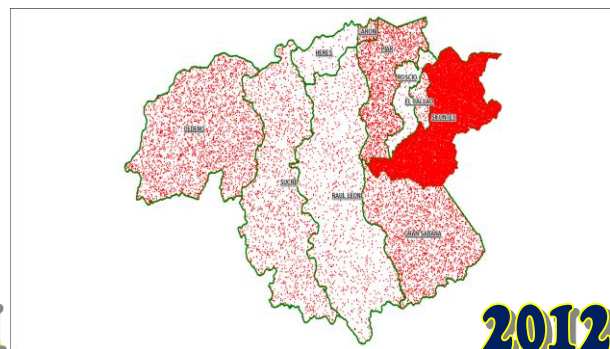 CARONI
HERES
PIAR
ROSCIO
EL CALLAO
SIFONTES
CEDEÑO
SUCRE
RAUL LEONI
GRAN SABANA
2012